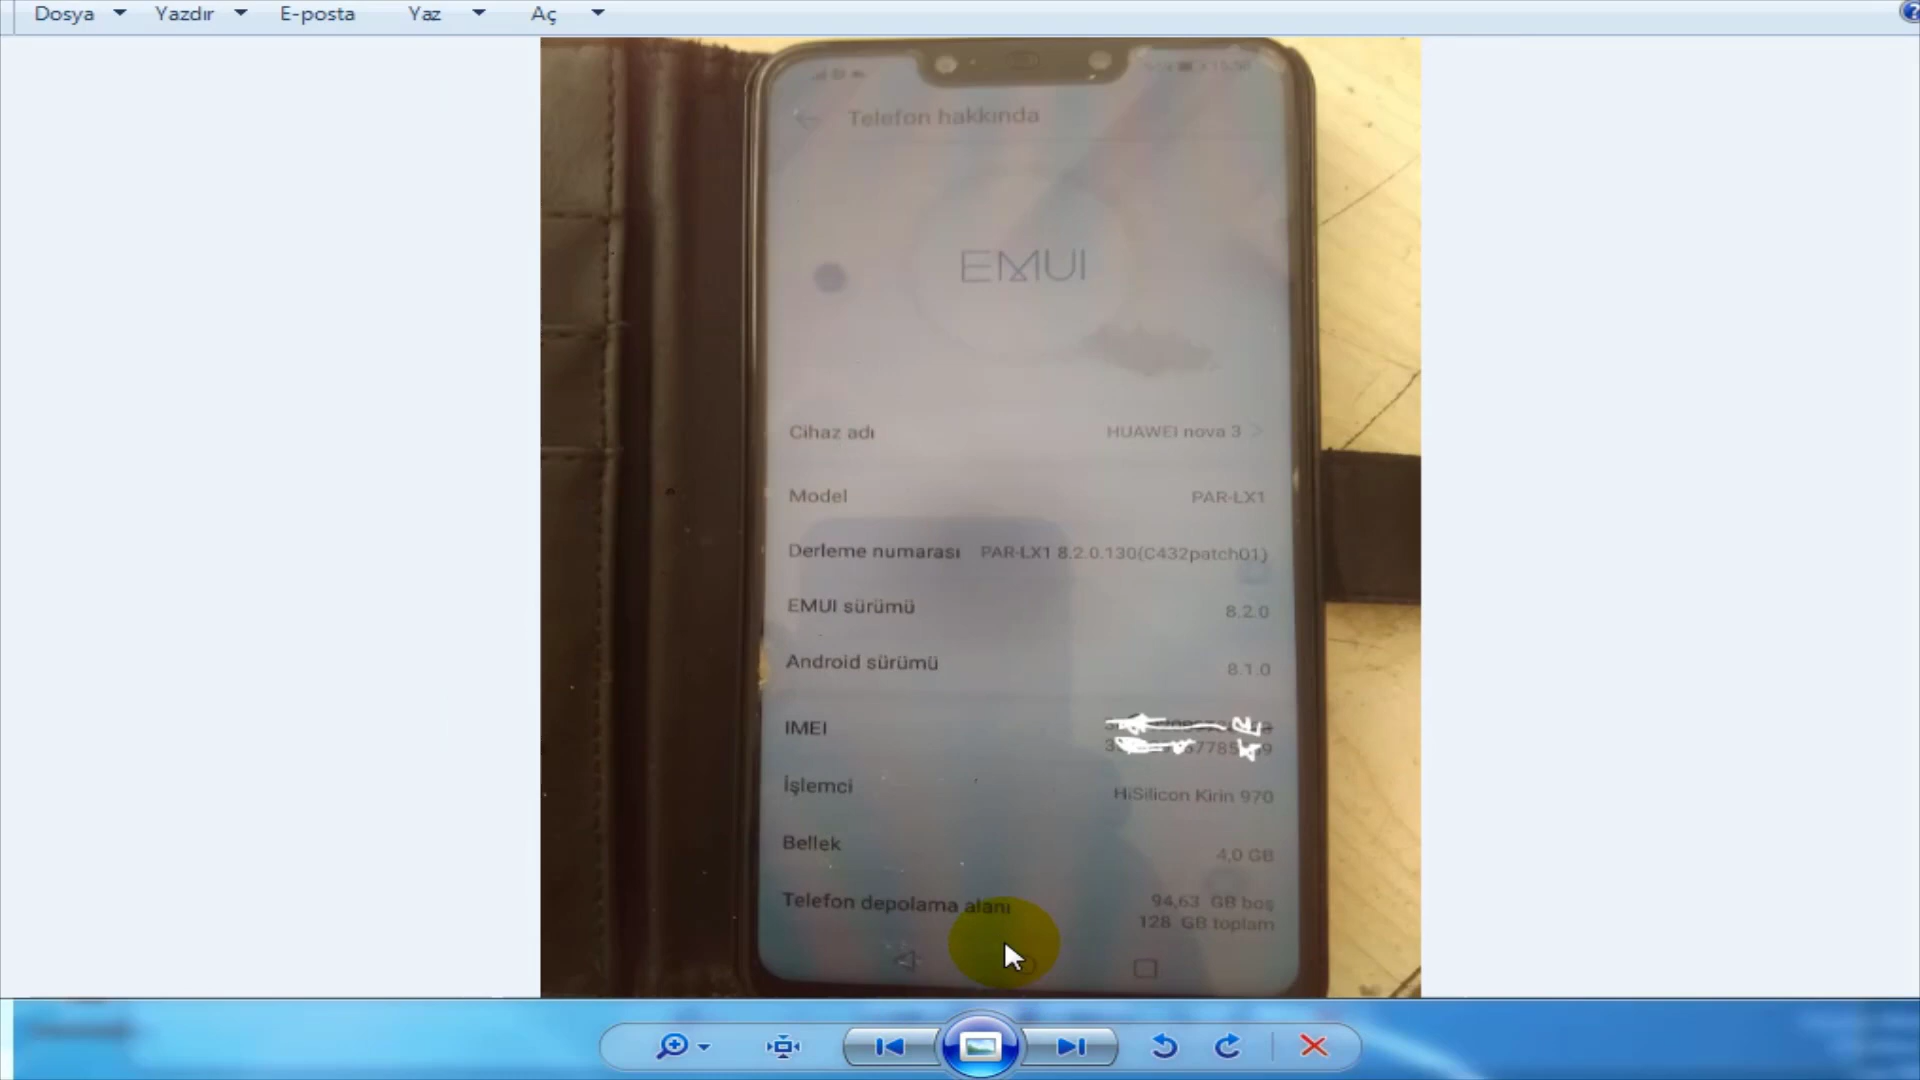 Dosya Yazdır E-posta Yaz Aç
Telefon hakkında
EMUI
Cihaz adı HUAWEI nova 3
Model PAR-LX1
Derleme numarası PAR-LX1 8.2.0.130(C432patch01)
EMUI sürümü 8.2.0
Android sürümü 8.1.0
IMEI
İşlemci HiSilicon Kirin 970
Bellek 4,0 GB
Telefon depolama alanı 94,63 GB boş
128 GB toplam